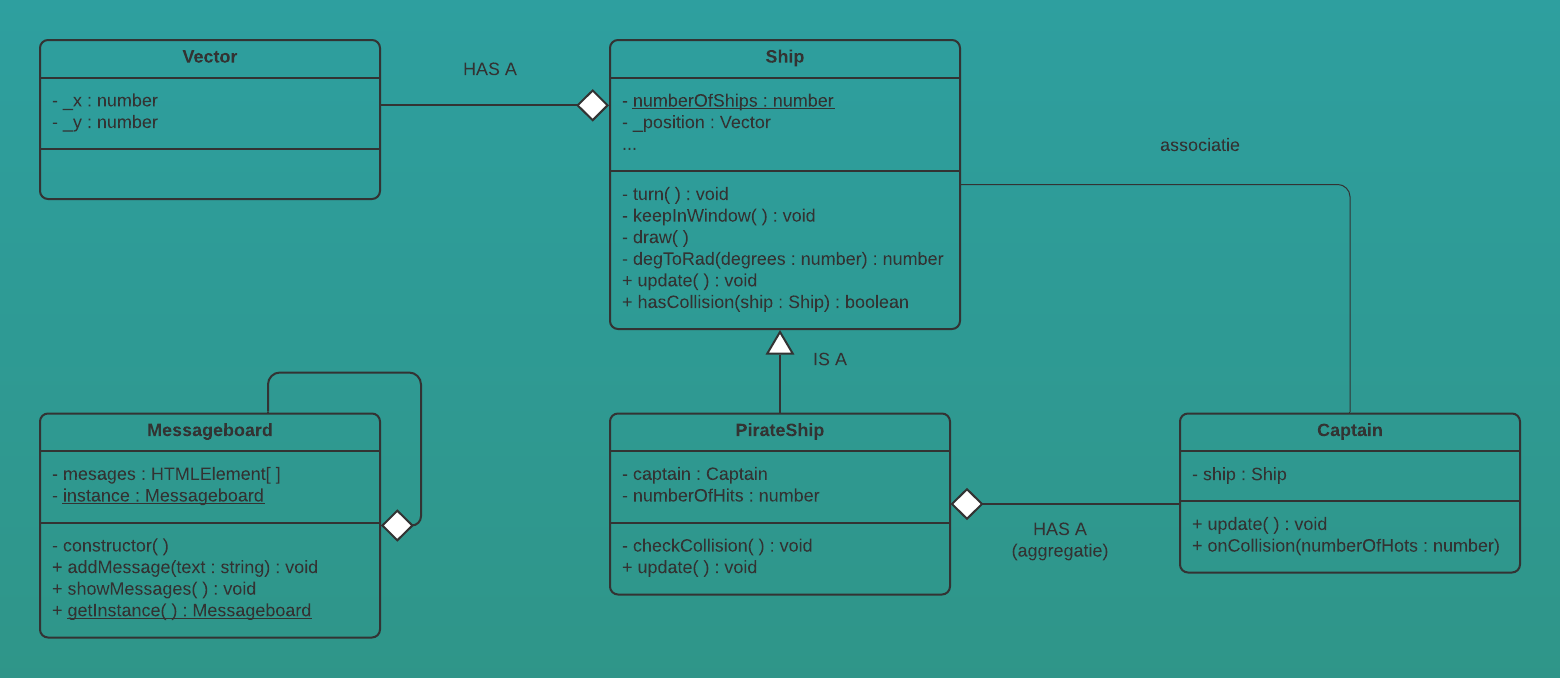 Vector
- _x : number
- _y : number
HAS A
Ship
- numberOfShips : number
- _position : Vector
...
- turn( ) : void
- keepInWindow( ) : void
- draw( )
- degToRad(degrees : number) : number
+ update( ) : void
+ hasCollision(ship : Ship) : boolean
associatie
IS A
Messageboard
- mesages : HTMLElement[ ]
- instance : Messageboard
- constructor( )
+ addMessage(text : string) : void
+ showMessages( ) : void
+ getInstance( ) : Messageboard
PirateShip
- captain : Captain
- numberOfHits : number
- checkCollision( ) : void
+ update( ) : void
HAS A
(aggregatie)
Captain
- ship : Ship
+ update( ) : void
+ onCollision(numberOfHots : number)